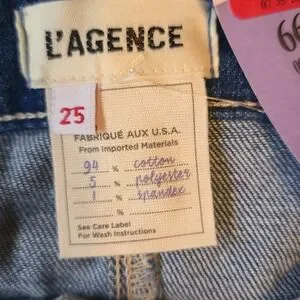 L'AGENCE
25
FABRIQUÉ AUX U.S.A.
From Imported Materials
94 % cotton
5 % polyester
1 % spandex
%
See Care Label
For Wash Instructions
66